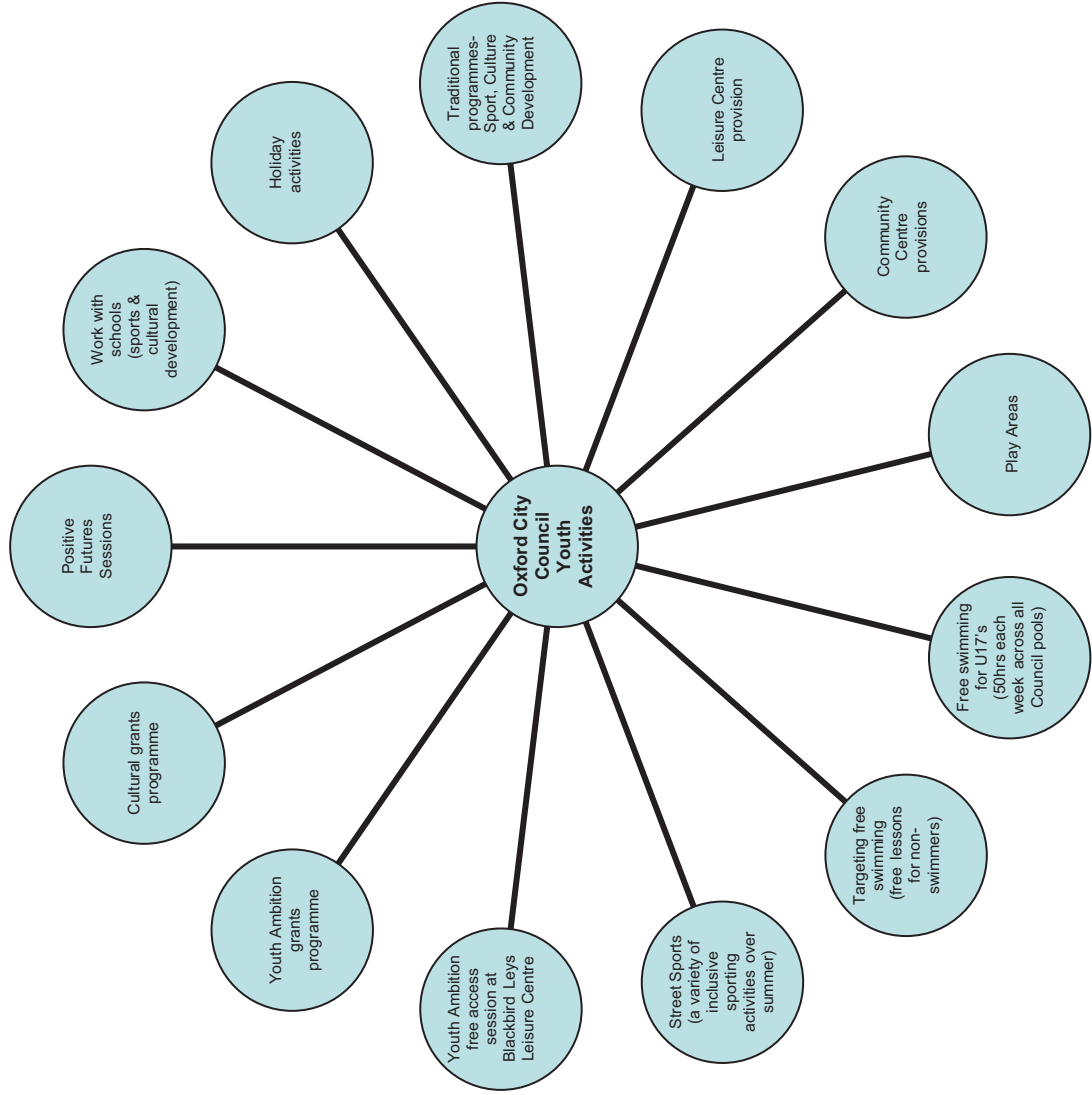 Oxford City
Council
Youth
Activities
Positive
Futures
Sessions
Work with
schools
(sports &
cultural
development)
Holiday
activities
Traditional
programmes-
Sport, Culture
& Community
Development
Leisure Centre
provision
Community
Centre
provisions
Play Areas
Free swimming
for U17's
(50hrs each
week across all
Council pools)
Targeting free
swimming
(free lessons
for non-
swimmers)
Street Sports
(a variety of
inclusive
sporting
activities over
summer)
Youth Ambition
free access
session at
Blackbird Leys
Leisure Centre
Youth Ambition
grants
programme
Cultural grants
programme